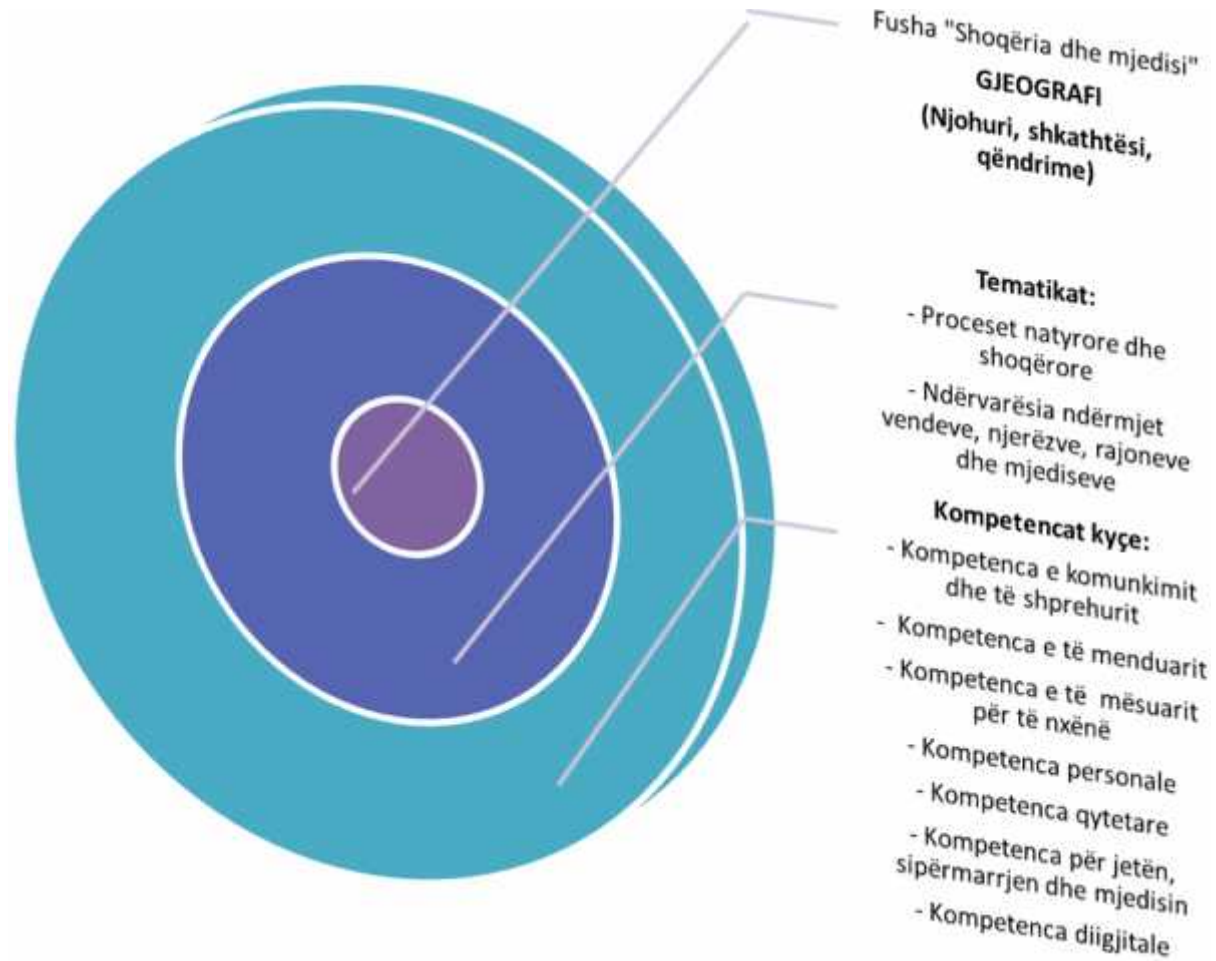 Fusha "Shoqëria dhe mjedisi"
GJEOGRAFI
(Njohuri, shkathtësi,
qëndrime)
Tematikat:
- Proceset natyrore dhe
shoqërore
- Ndërvarësia ndërmjet
vendeve, njerëzve, rajoneve
dhe mjediseve
Kompetencat kyçe:
- Kompetenca e komunkimit
dhe të shprehurit
- Kompetenca e të menduarit
- Kompetenca e të mësuarit
për të nxënë
- Kompetenca personale
- Kompetenca qytetare
- Kompetenca për jetën,
sipërmarrjen dhe mjedisin
- Kompetenca diigjitale